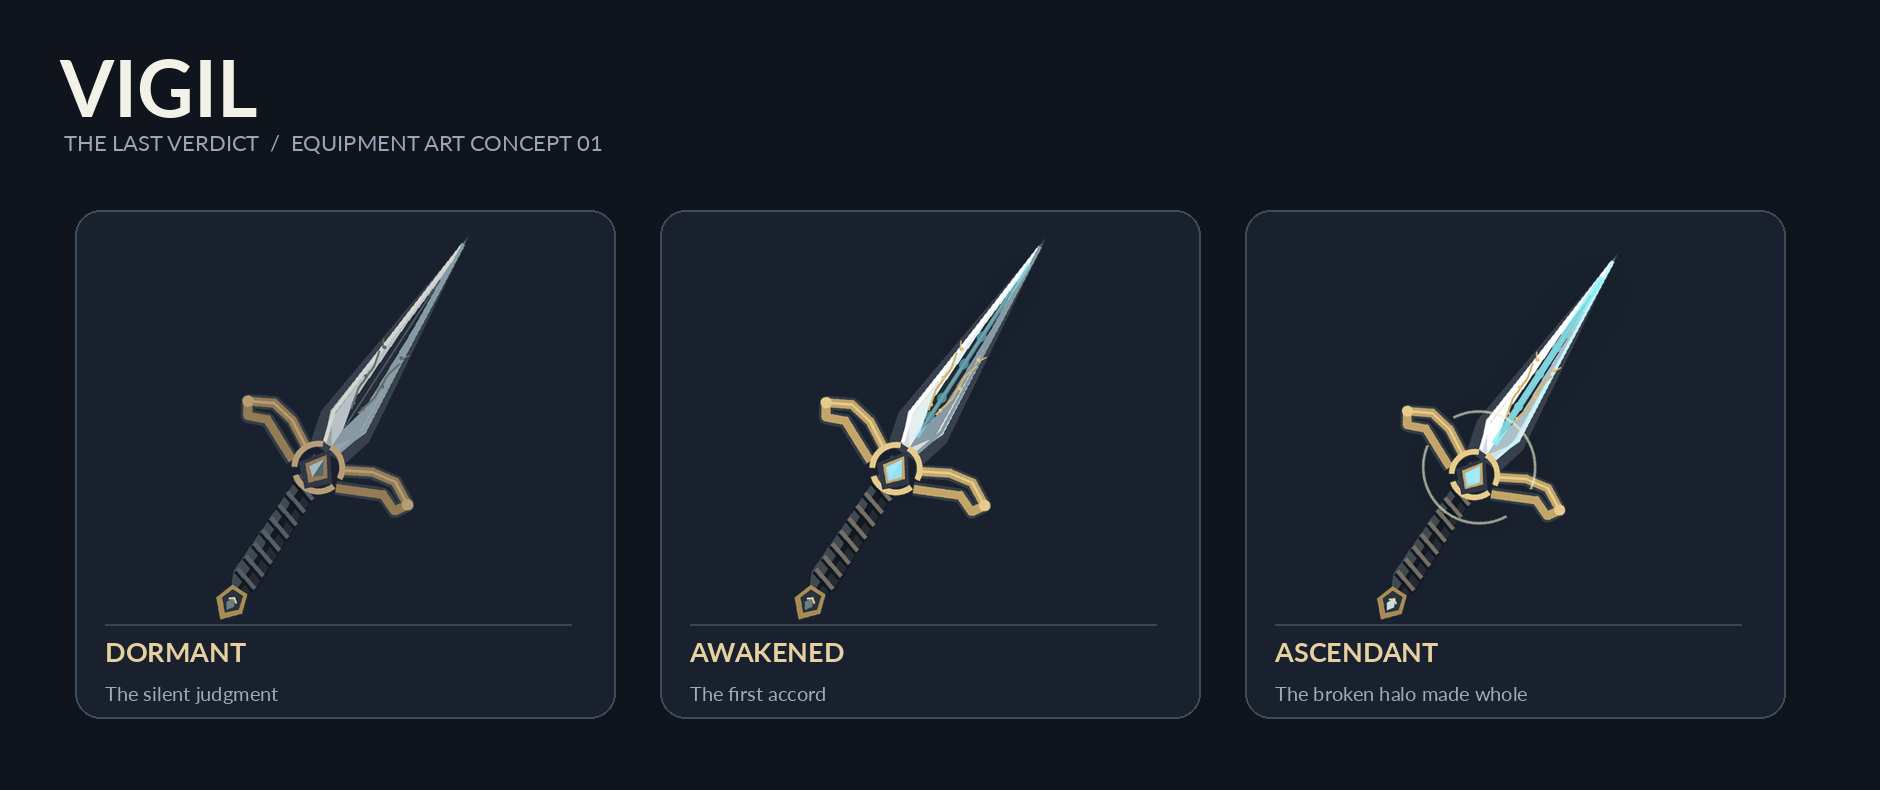 VIGIL
THE LAST VERDICT / EQUIPMENT ART CONCEPT 01
DORMANT
The silent judgment
AWAKENED
The first accord
ASCENDANT
The broken halo made whole